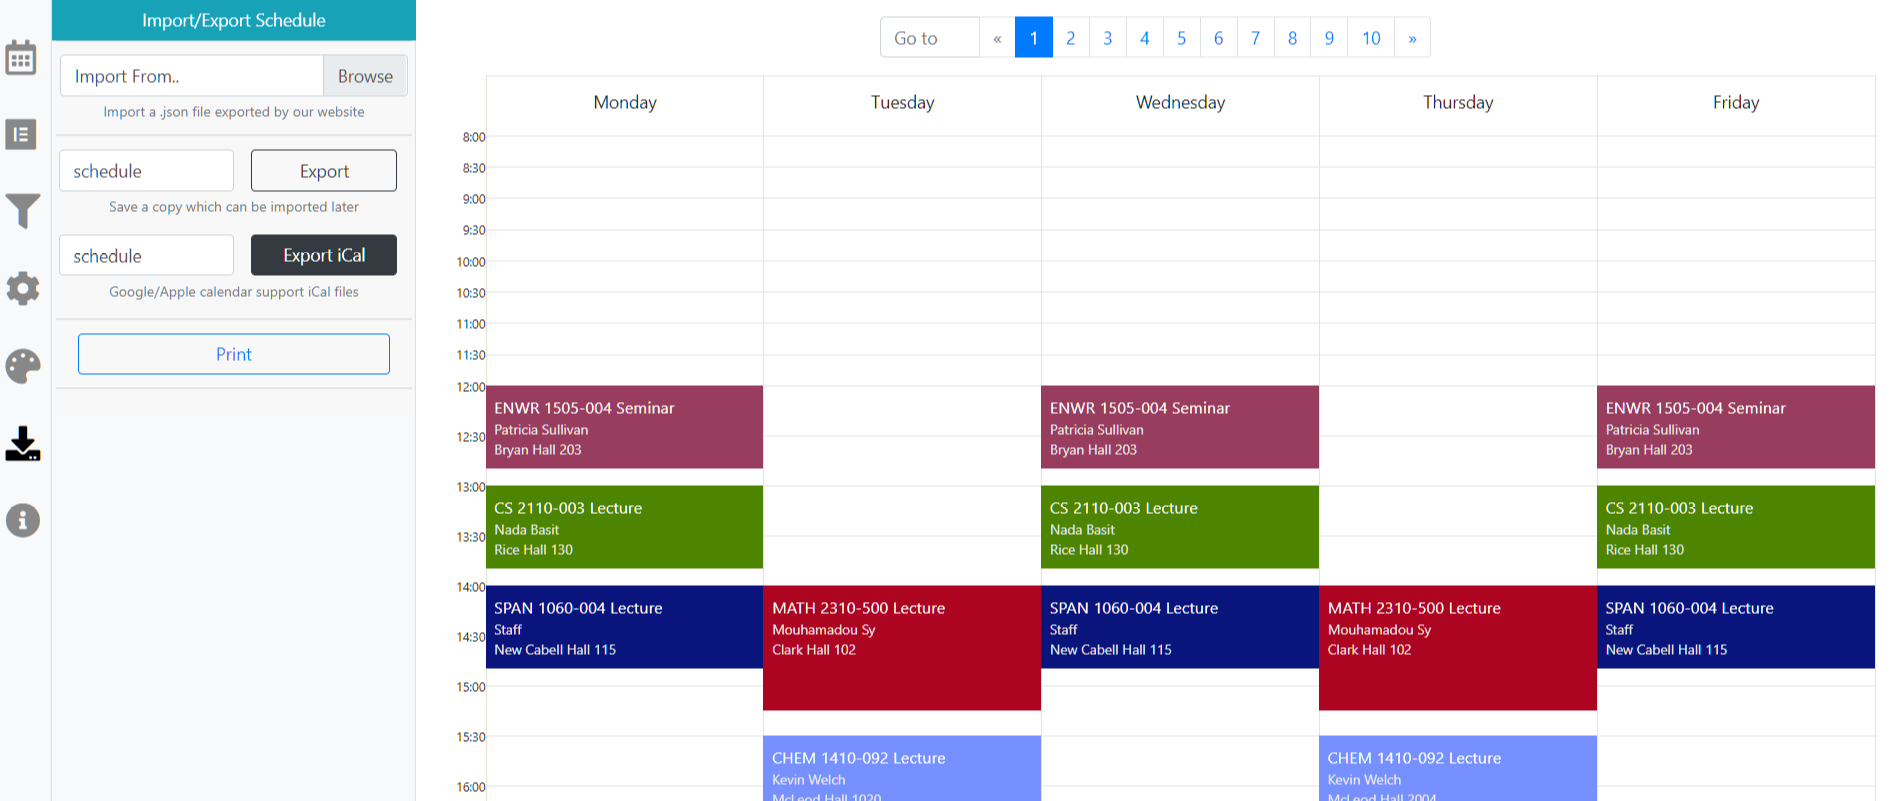 Import/Export Schedule
Import From..
Browse
Import a .json file exported by our website
schedule
Export
Save a copy which can be imported later
schedule
Export iCal
Google/Apple calendar support iCal files
Print
Go to « 1 2 3 4 5 6 7 8 9 10 »
Monday Tuesday Wednesday Thursday Friday
8:00
8:30
9:00
9:30
10:00
10:30
11:00
11:30
12:00
12:30
13:00
13:30
14:00
14:30
15:00
15:30
16:00
ENWR 1505-004 Seminar
Patricia Sullivan
Bryan Hall 203
CS 2110-003 Lecture
Nada Basit
Rice Hall 130
SPAN 1060-004 Lecture
Staff
New Cabell Hall 115
MATH 2310-500 Lecture
Mouhamadou Sy
Clark Hall 102
CHEM 1410-092 Lecture
Kevin Welch
McLeod Hall 1020
ENWR 1505-004 Seminar
Patricia Sullivan
Bryan Hall 203
CS 2110-003 Lecture
Nada Basit
Rice Hall 130
SPAN 1060-004 Lecture
Staff
New Cabell Hall 115
MATH 2310-500 Lecture
Mouhamadou Sy
Clark Hall 102
CHEM 1410-092 Lecture
Kevin Welch
McLeod Hall 2004
ENWR 1505-004 Seminar
Patricia Sullivan
Bryan Hall 203
CS 2110-003 Lecture
Nada Basit
Rice Hall 130
SPAN 1060-004 Lecture
Staff
New Cabell Hall 115